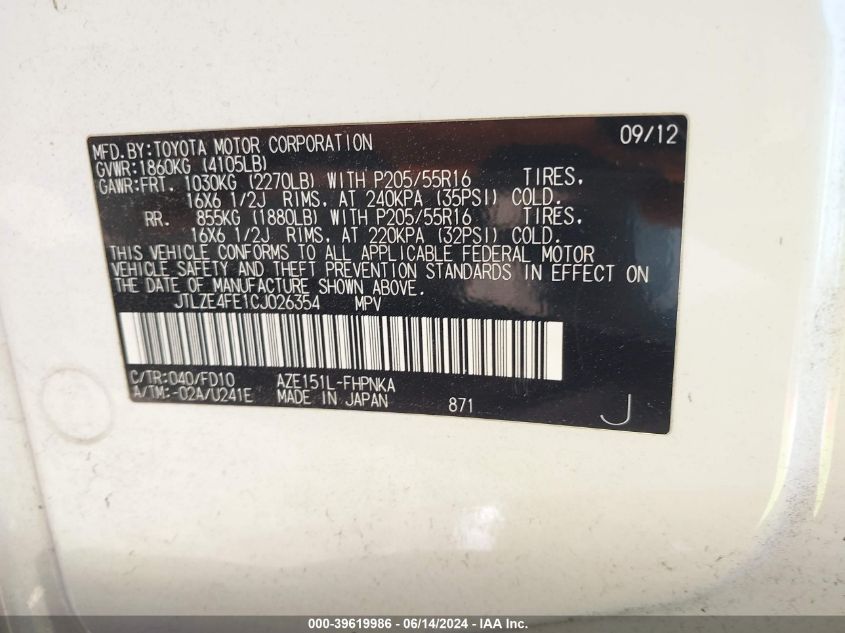 09/12
MFD.BY:TOYOTA MOTOR CORPORATION
GVWR:1860KG (4105LB)
GAWR:FRT. 1030KG (2270LB) WITH P205/55R16 TIRES,
16X6 1/2J RIMS, AT 240KPA (35PSI) COLD.
RR. 855KG (1880LB) WITH P205/55R16 TIRES,
16X6 1/2J RIMS, AT 220KPA (32PSI) COLD.
THIS VEHICLE CONFORMS TO ALL APPLICABLE FEDERAL MOTOR
VEHICLE SAFETY AND THEFT PREVENTION STANDARDS IN EFFECT ON
THE DATE OF MANUFACTURE SHOWN ABOVE.
JTLZE4FE1CJ026354 MPV
C/TR:040/FD10 AZE151L-FHPNKA
A/TM:-02A/U241E MADE IN JAPAN 871 J
000-39619986 - 06/14/2024 - IAA Inc.